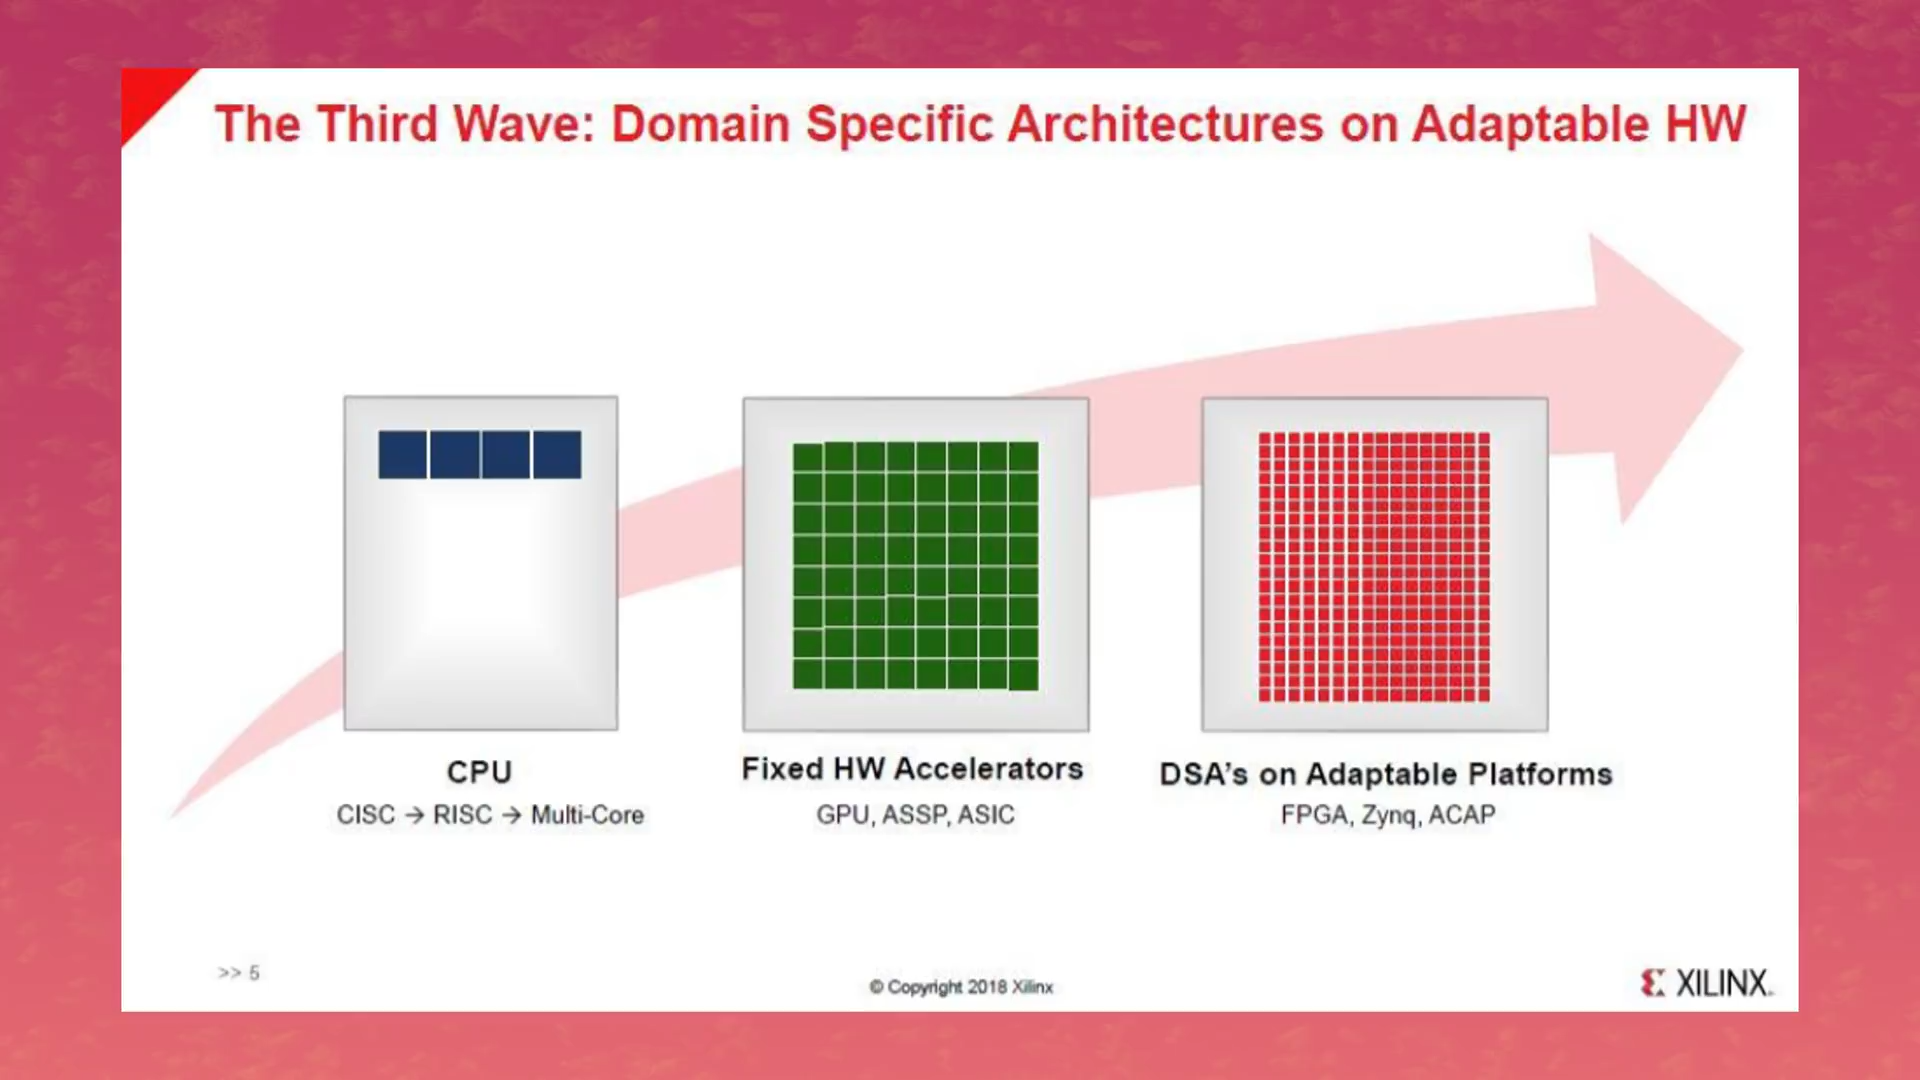 The Third Wave: Domain Specific Architectures on Adaptable HW
CPU
CISC → RISC → Multi-Core
Fixed HW Accelerators
GPU, ASSP, ASIC
DSA's on Adaptable Platforms
FPGA, Zynq, ACAP
>> 5
© Copyright 2018 Xilinx
XILINX